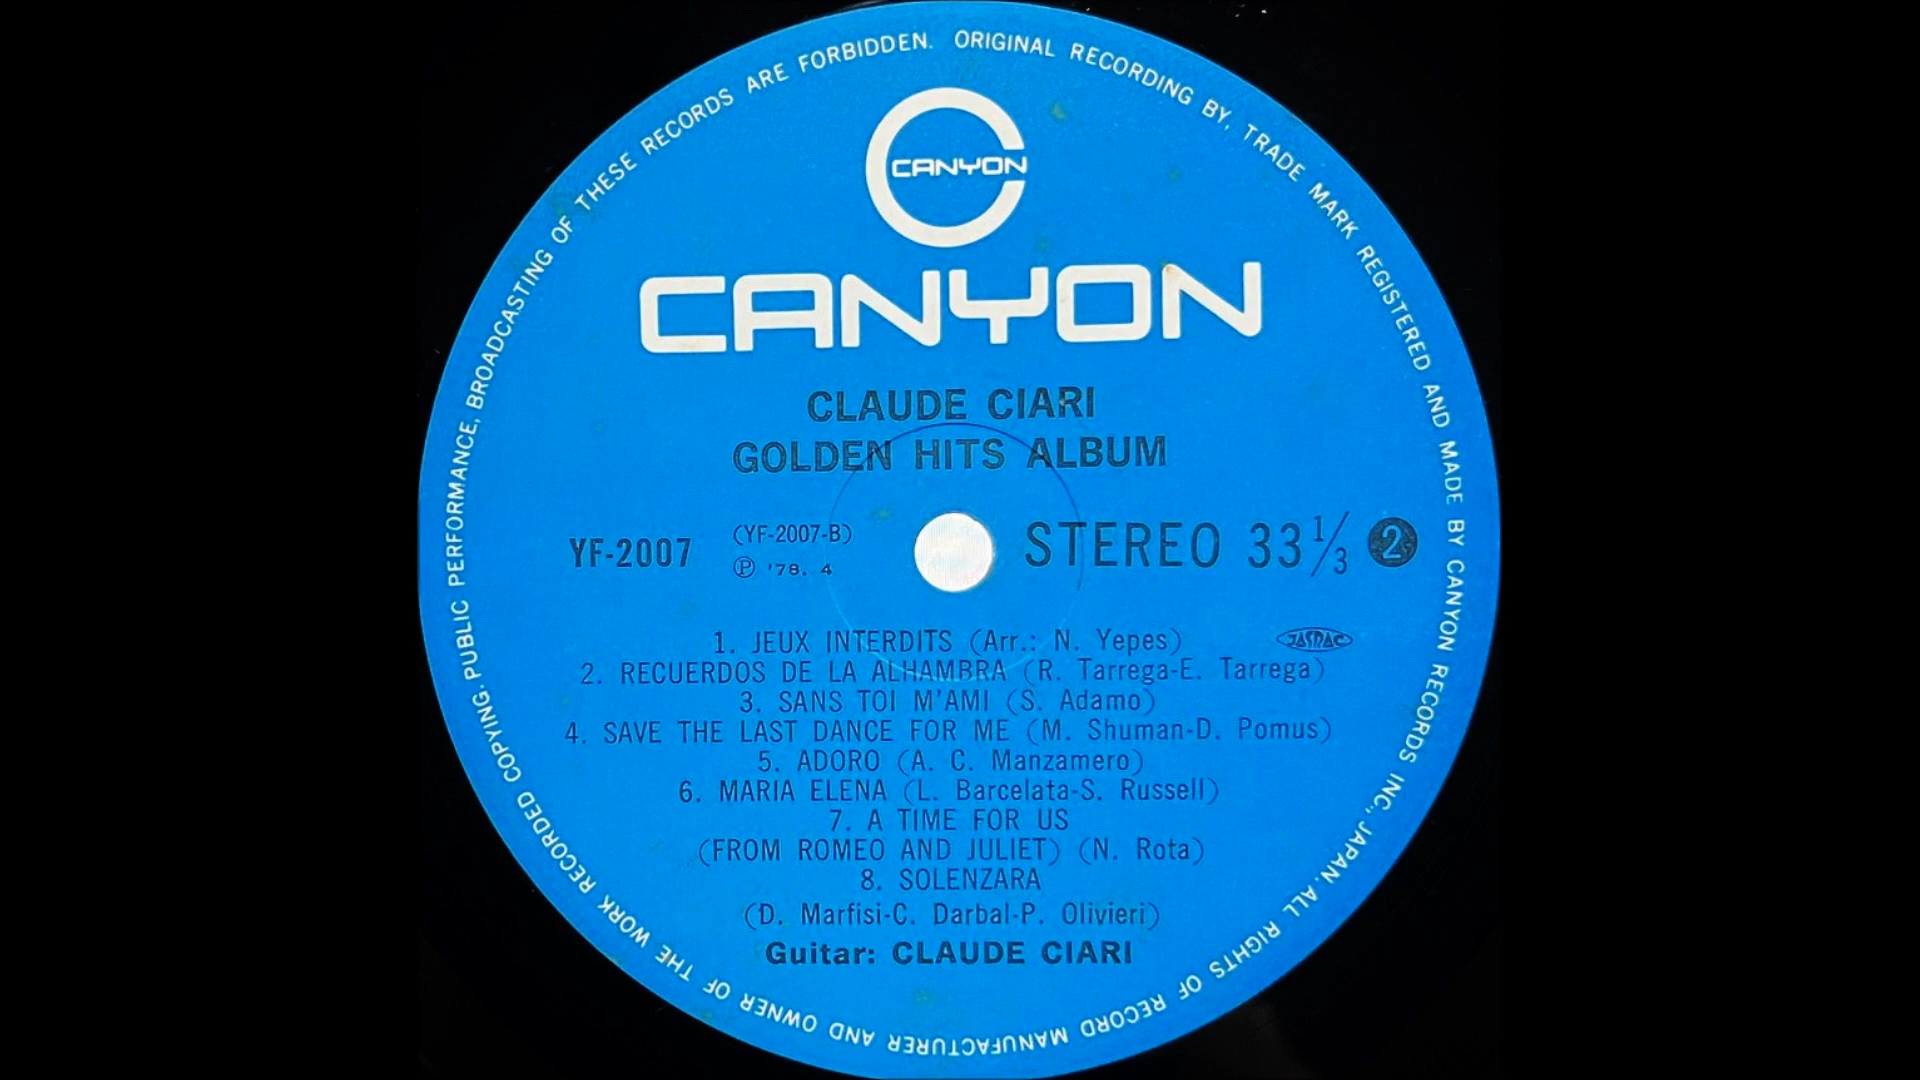 ORIGINAL RECORDING BY, TRADE MARK REGISTERED AND MADE BY CANYON RECORDS INC., JAPAN. ALL RIGHTS OF RECORD MANUFACTURER AND OWNER OF THE WORK RECORDED COPYING. PUBLIC PERFORMANCE, BROADCASTING OF THESE RECORDS ARE FORBIDDEN.
CANYON
CANYON
CLAUDE CIARI
GOLDEN HITS ALBUM
YF-2007 (YF-2007-B) STEREO 33 1/3 2
Ⓟ '78. 4
1. JEUX INTERDITS (Arr.: N. Yepes) JASRAC
2. RECUERDOS DE LA ALHAMBRA (R. Tarrega-E. Tarrega)
3. SANS TOI M'AMI (S. Adamo)
4. SAVE THE LAST DANCE FOR ME (M. Shuman-D. Pomus)
5. ADORO (A. C. Manzamero)
6. MARIA ELENA (L. Barcelata-S. Russell)
7. A TIME FOR US
(FROM ROMEO AND JULIET) (N. Rota)
8. SOLENZARA
(D. Marfisi-C. Darbal-P. Olivieri)
Guitar: CLAUDE CIARI